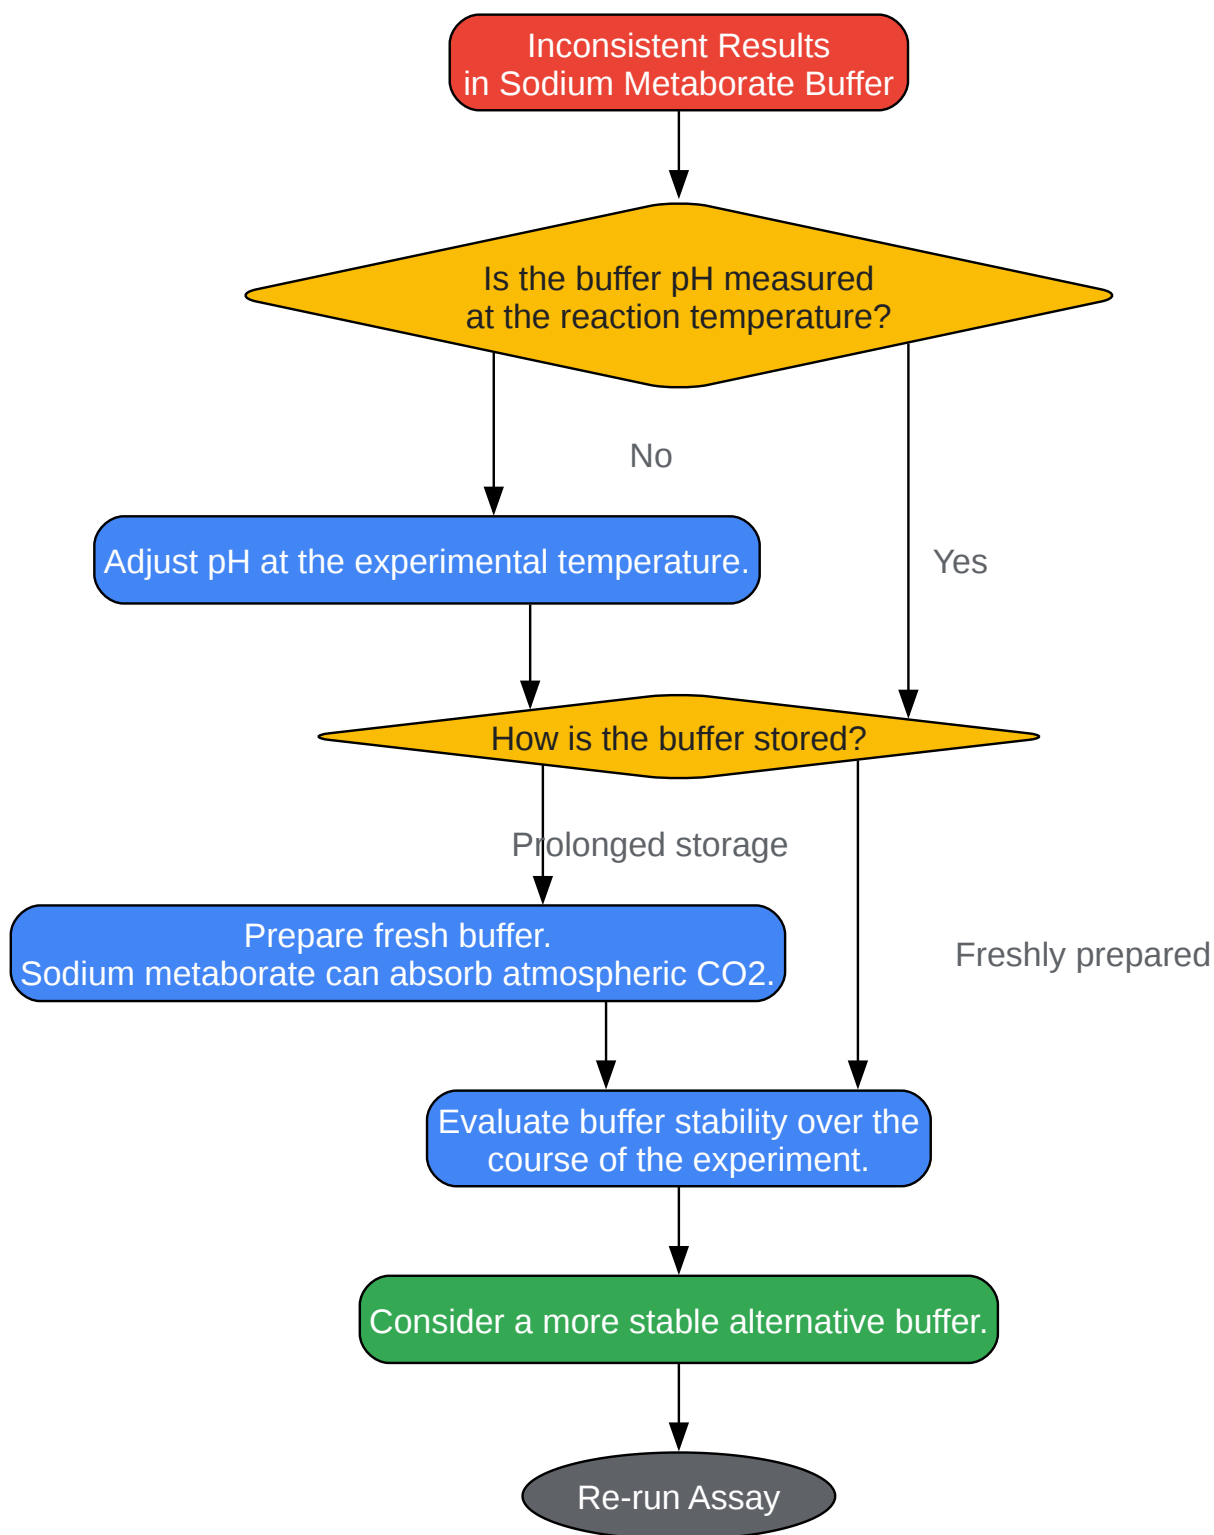 Inconsistent Results
in Sodium Metaborate Buffer
Is the buffer pH measured
at the reaction temperature?
No
Adjust pH at the experimental temperature.
Yes
How is the buffer stored?
Prolonged storage
Prepare fresh buffer.
Sodium metaborate can absorb atmospheric CO2.
Freshly prepared
Evaluate buffer stability over the
course of the experiment.
Consider a more stable alternative buffer.
Re-run Assay